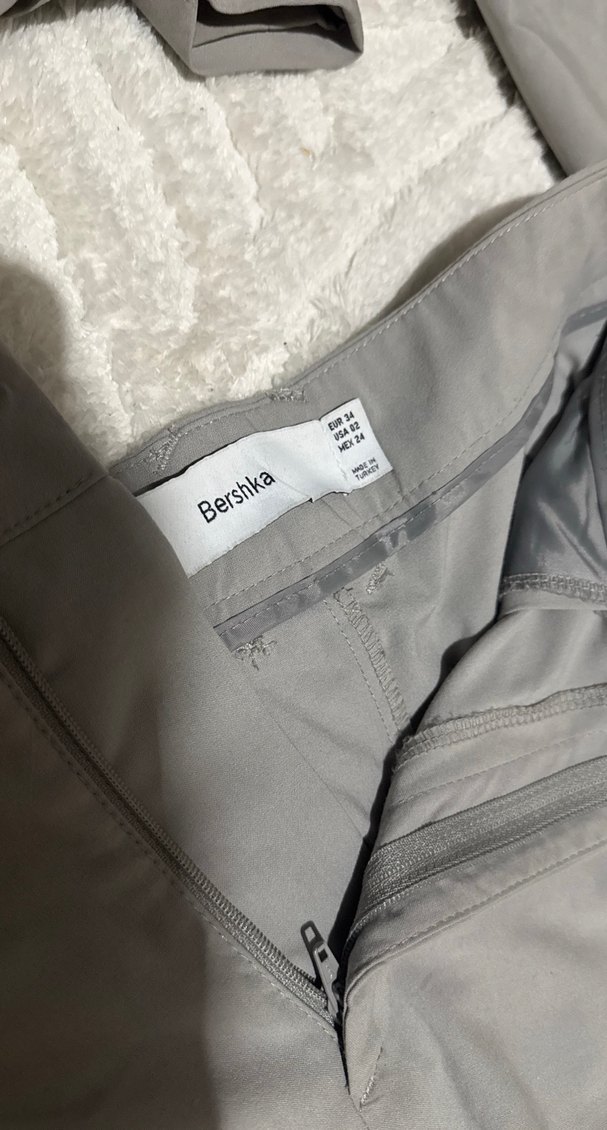 Bershka
EUR 34
USA 02
MEX 24
MADE IN
TURKEY